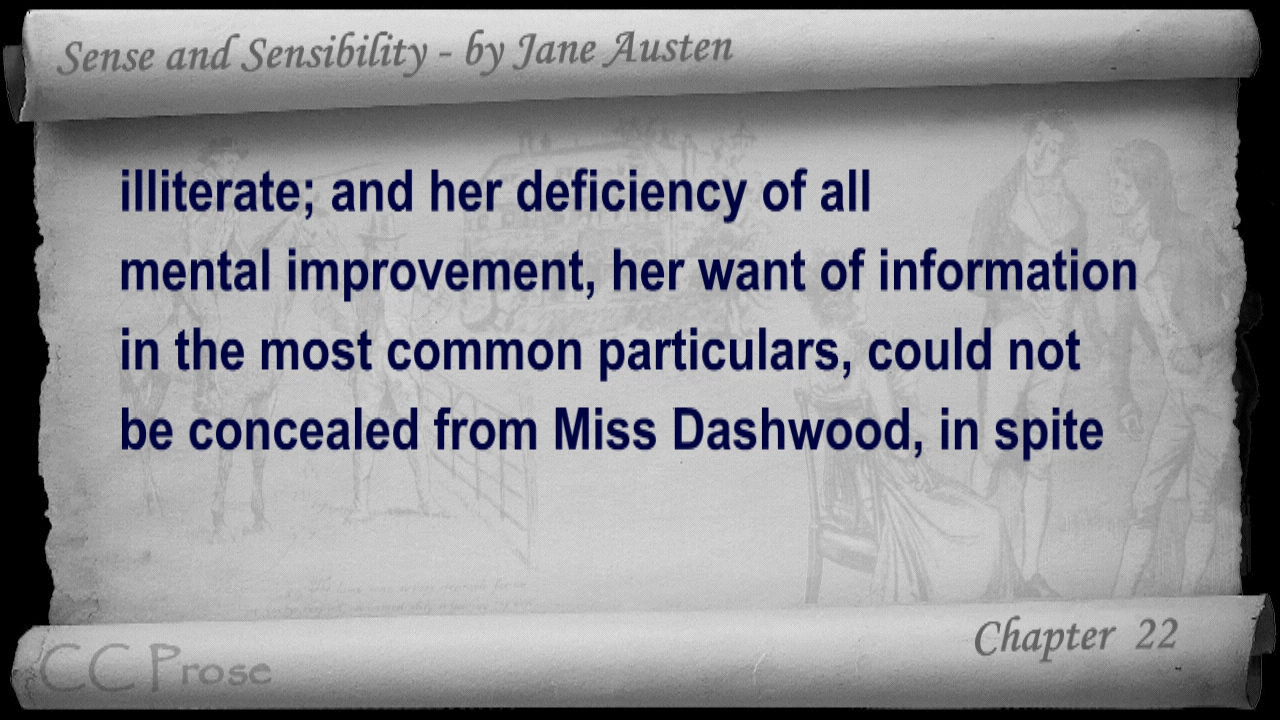 Sense and Sensibility - by Jane Austen
illiterate; and her deficiency of all
mental improvement, her want of information
in the most common particulars, could not
be concealed from Miss Dashwood, in spite
Chapter 22
CC Prose